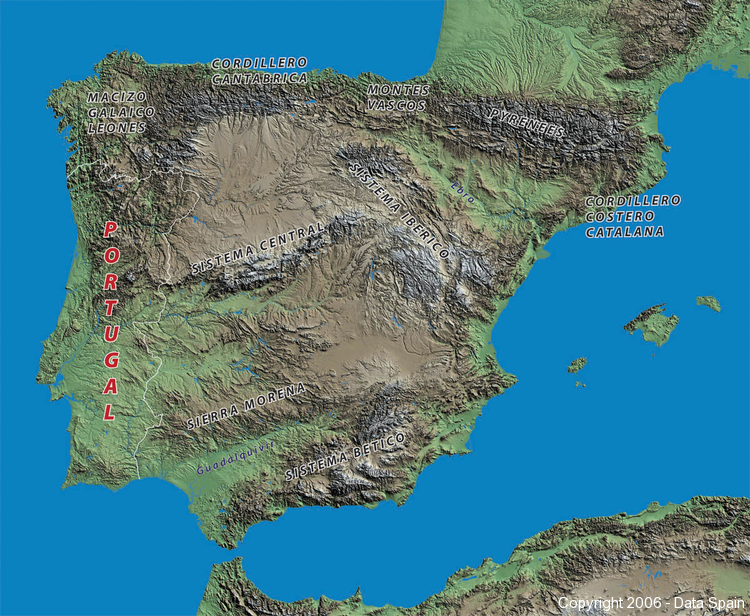 CORDILLERO
CANTABRICA
MACIZO
GALAICO
LEONES
MONTES
VASCOS
PYRENEES
SISTEMA IBERICO
Ebro
CORDILLERO
COSTERO
CATALANA
PORTUGAL
SISTEMA CENTRAL
SIERRA MORENA
Guadalquivir
SISTEMA BETICO
Copyright 2006 - Data Spain